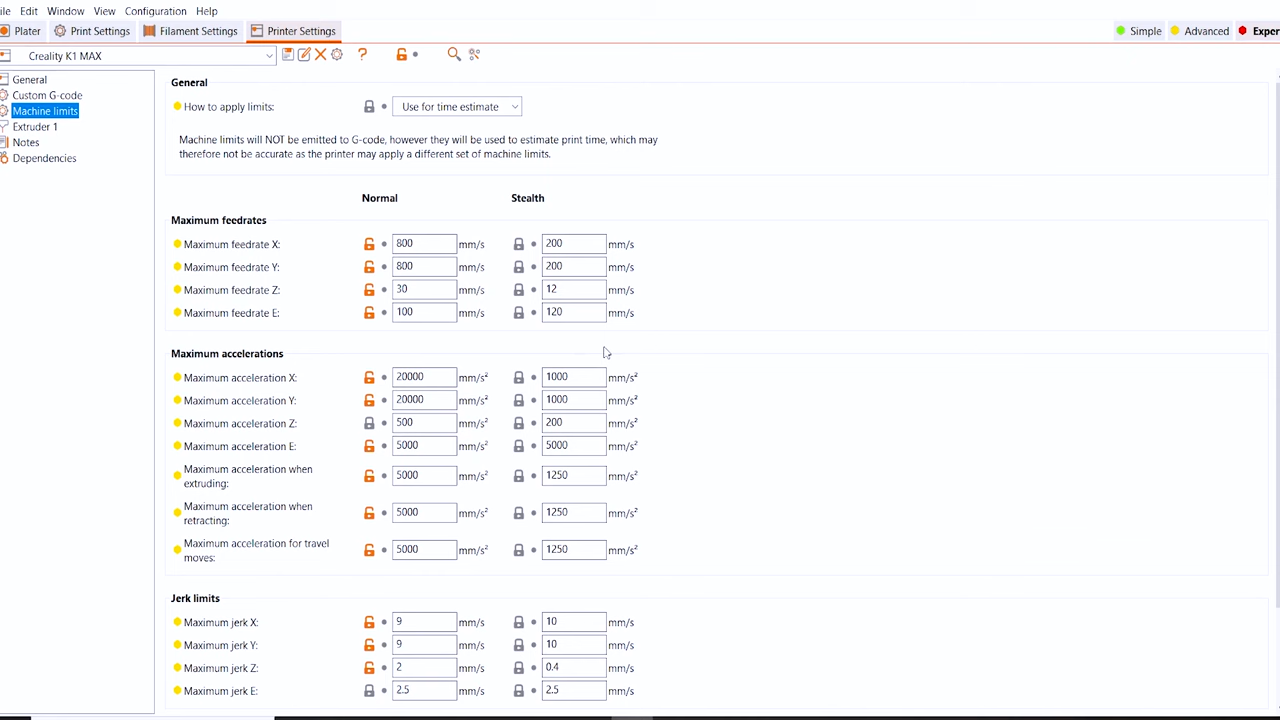 Edit Window View Configuration Help
Plater Print Settings Filament Settings Printer Settings Simple Advanced
Creality K1 MAX ?
General
Custom G-code
Machine limits
Extruder 1
Notes
Dependencies
General
How to apply limits: Use for time estimate
Machine limits will NOT be emitted to G-code, however they will be used to estimate print time, which may
therefore not be accurate as the printer may apply a different set of machine limits.
Normal Stealth
Maximum feedrates
Maximum feedrate X: 800 mm/s 200 mm/s
Maximum feedrate Y: 800 mm/s 200 mm/s
Maximum feedrate Z: 30 mm/s 12 mm/s
Maximum feedrate E: 100 mm/s 120 mm/s
Maximum accelerations
Maximum acceleration X: 20000 mm/s² 1000 mm/s²
Maximum acceleration Y: 20000 mm/s² 1000 mm/s²
Maximum acceleration Z: 500 mm/s² 200 mm/s²
Maximum acceleration E: 5000 mm/s² 5000 mm/s²
Maximum acceleration when
extruding: 5000 mm/s² 1250 mm/s²
Maximum acceleration when
retracting: 5000 mm/s² 1250 mm/s²
Maximum acceleration for travel
moves: 5000 mm/s² 1250 mm/s²
Jerk limits
Maximum jerk X: 9 mm/s 10 mm/s
Maximum jerk Y: 9 mm/s 10 mm/s
Maximum jerk Z: 2 mm/s 0.4 mm/s
Maximum jerk E: 2.5 mm/s 2.5 mm/s